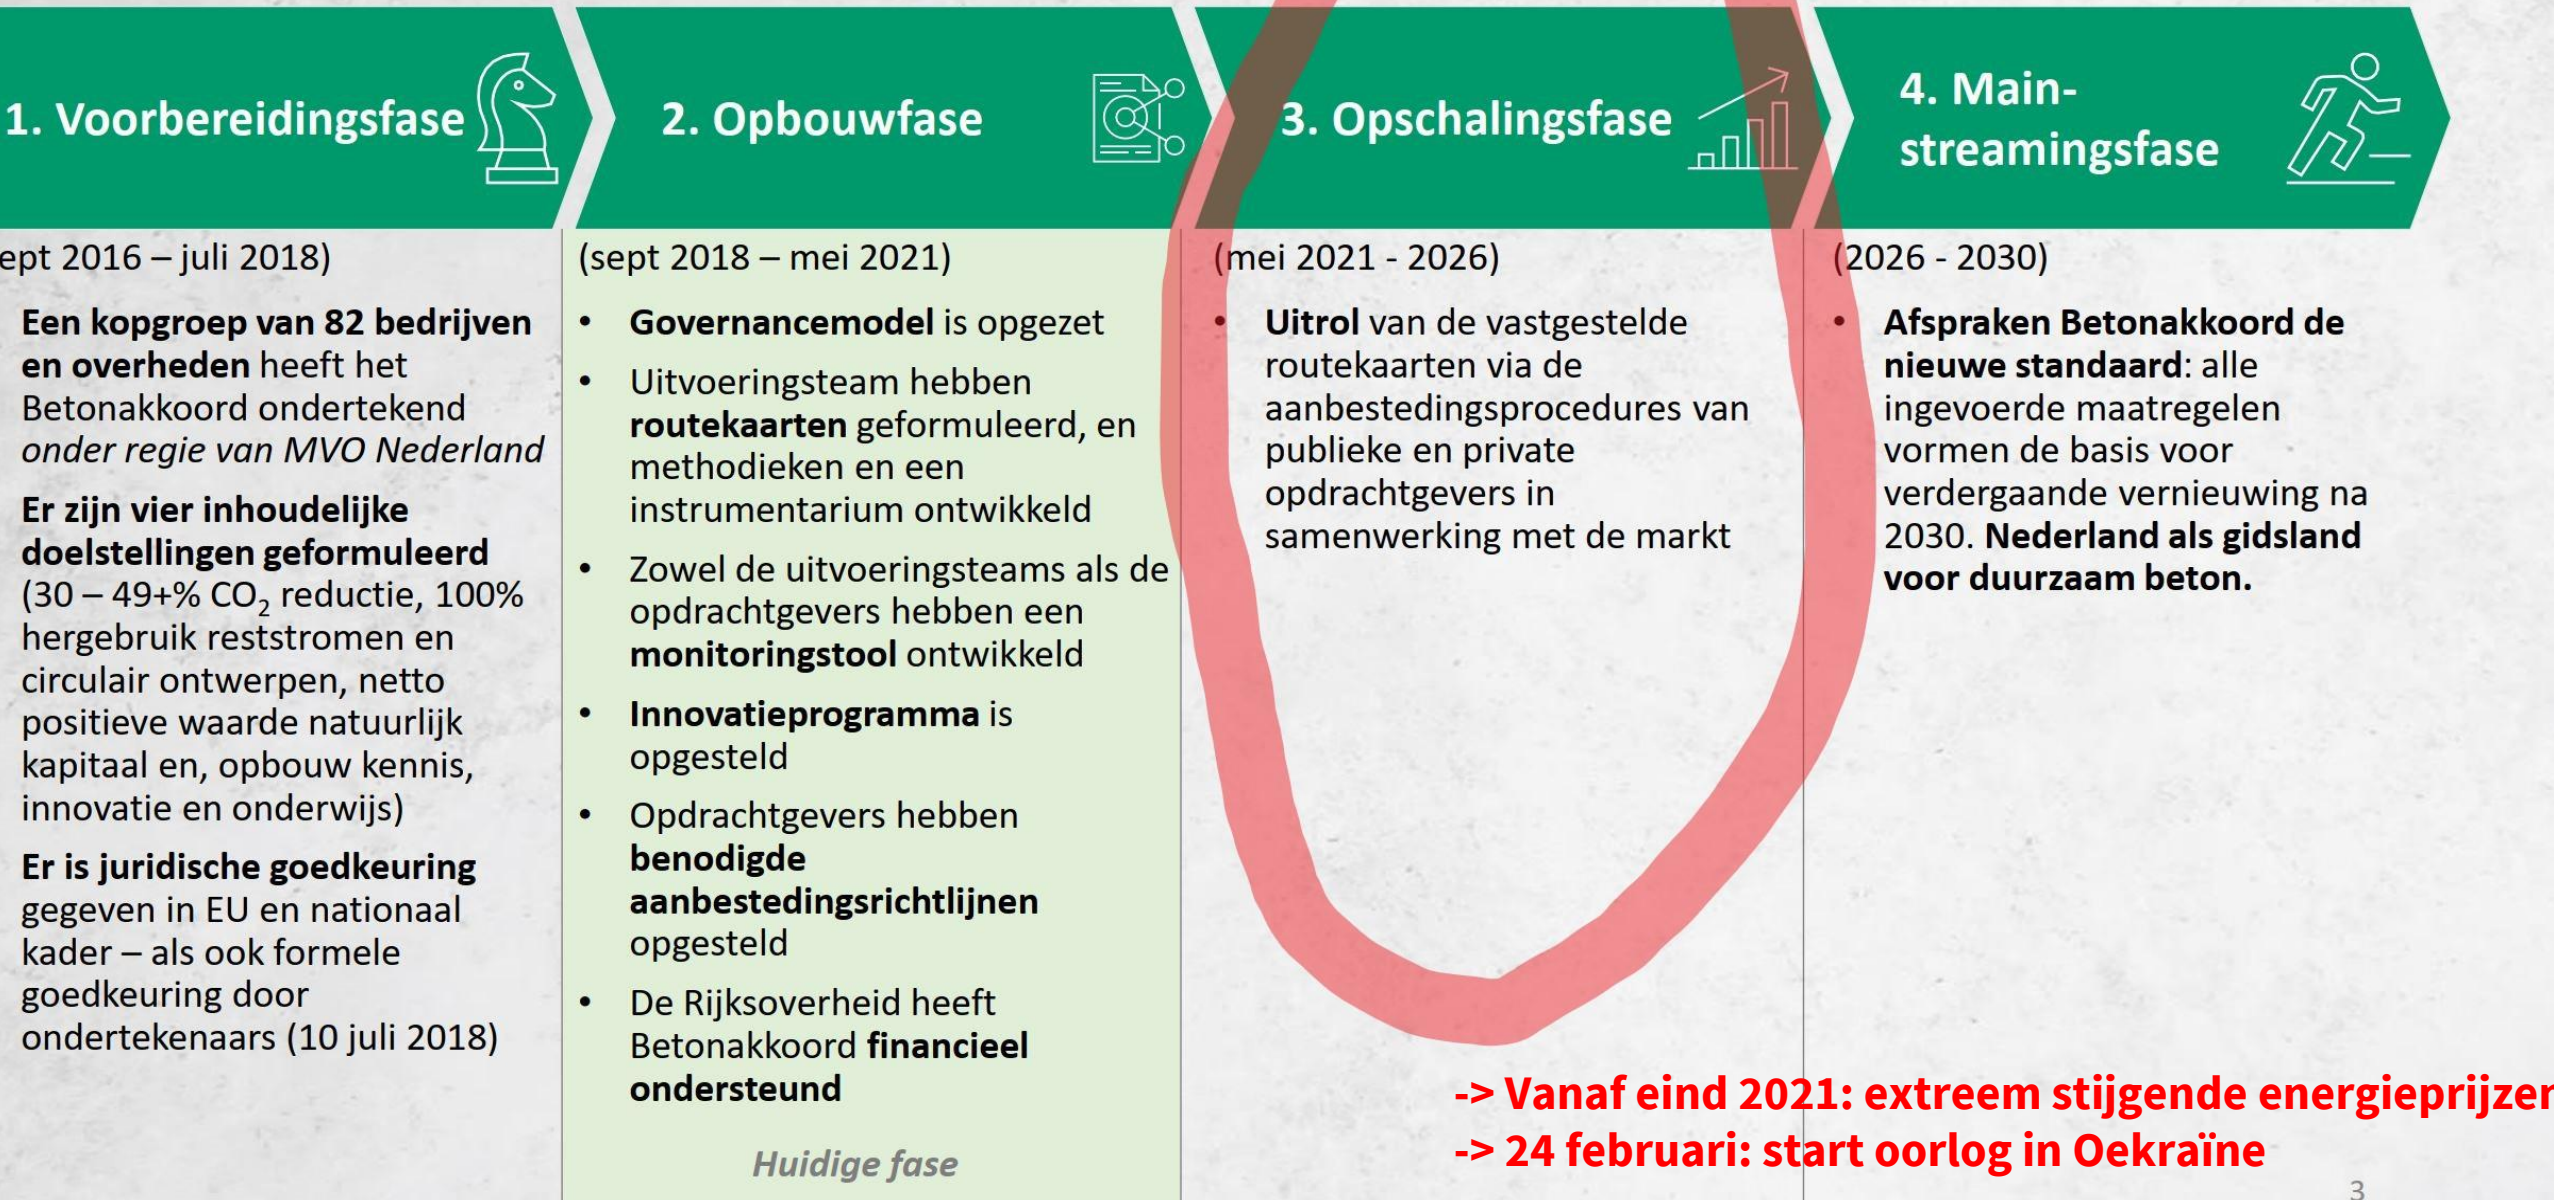 1. Voorbereidingsfase
2. Opbouwfase
3. Opschalingsfase
4. Main-
streamingsfase
ept 2016 – juli 2018)
Een kopgroep van 82 bedrijven
en overheden heeft het
Betonakkoord ondertekend
onder regie van MVO Nederland
Er zijn vier inhoudelijke
doelstellingen geformuleerd
(30 – 49+% CO₂ reductie, 100%
hergebruik reststromen en
circulair ontwerpen, netto
positieve waarde natuurlijk
kapitaal en, opbouw kennis,
innovatie en onderwijs)
Er is juridische goedkeuring
gegeven in EU en nationaal
kader – als ook formele
goedkeuring door
ondertekenaars (10 juli 2018)
(sept 2018 – mei 2021)
• Governancemodel is opgezet
• Uitvoeringsteam hebben
routekaarten geformuleerd, en
methodieken en een
instrumentarium ontwikkeld
• Zowel de uitvoeringsteams als de
opdrachtgevers hebben een
monitoringstool ontwikkeld
• Innovatieprogramma is
opgesteld
• Opdrachtgevers hebben
benodigde
aanbestedingsrichtlijnen
opgesteld
• De Rijksoverheid heeft
Betonakkoord financieel
ondersteund
Huidige fase
(mei 2021 - 2026)
• Uitrol van de vastgestelde
routekaarten via de
aanbestedingsprocedures van
publieke en private
opdrachtgevers in
samenwerking met de markt
(2026 - 2030)
• Afspraken Betonakkoord de
nieuwe standaard: alle
ingevoerde maatregelen
vormen de basis voor
verdergaande vernieuwing na
2030. Nederland als gidsland
voor duurzaam beton.
-> Vanaf eind 2021: extreem stijgende energieprijzen
-> 24 februari: start oorlog in Oekraïne
3